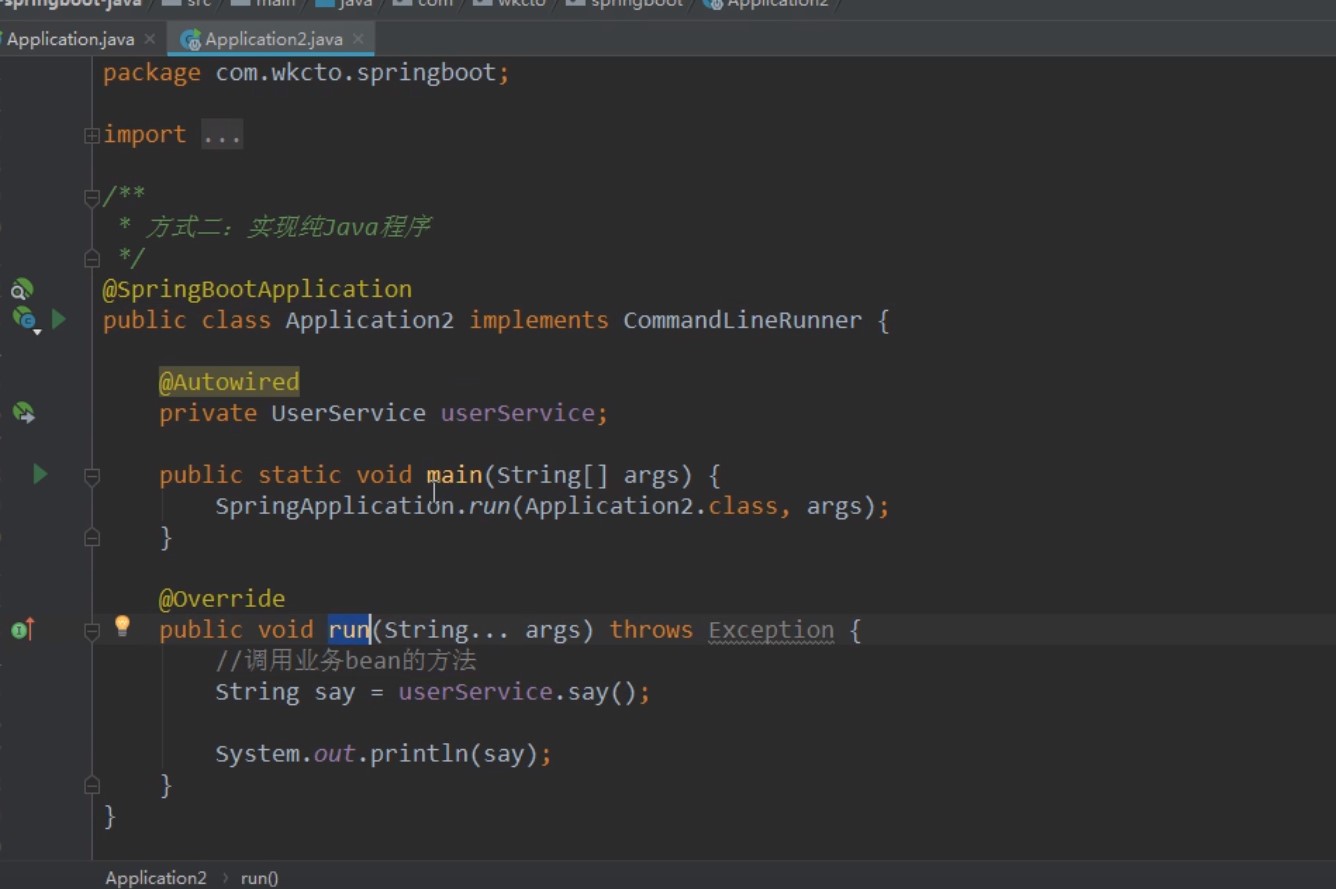 springboot-java src main java com wkcto springboot Application2
Application.java Application2.java
package com.wkcto.springboot;
import ...
/**
* 方式二：实现纯Java程序
*/
@SpringBootApplication
public class Application2 implements CommandLineRunner {
@Autowired
private UserService userService;
public static void main(String[] args) {
SpringApplication.run(Application2.class, args);
}
@Override
public void run(String... args) throws Exception {
//调用业务bean的方法
String say = userService.say();
System.out.println(say);
}
}
Application2 › run()